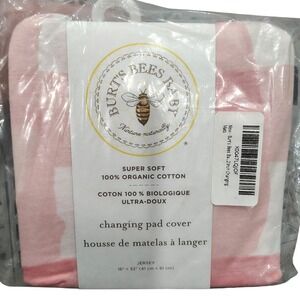 BURT'S BEES BABY
Nurture naturally
SUPER SOFT
100% ORGANIC COTTON
COTON 100 % BIOLOGIQUE
ULTRA-DOUX
changing pad cover
housse de matelas à langer
JERSEY